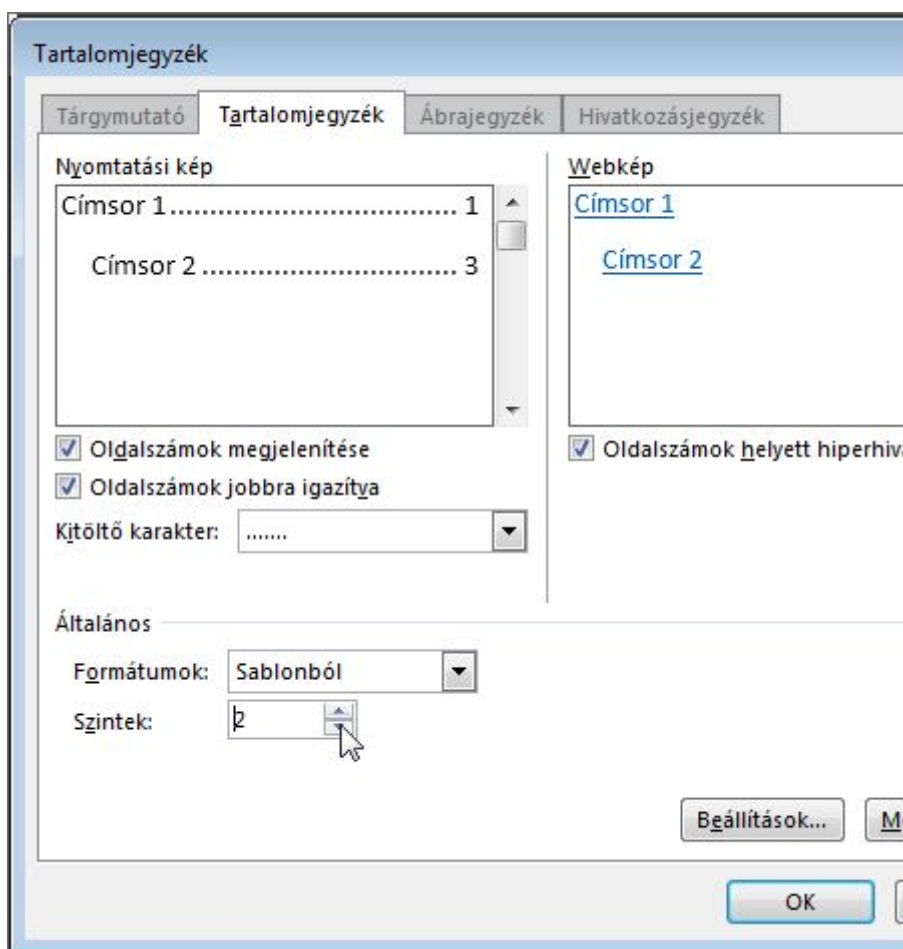 Tartalomjegyzék
Tárgymutató Tartalomjegyzék Ábrajegyzék Hivatkozásjegyzék
Nyomtatási kép
Címsor 1.................................... 1
Címsor 2................................ 3
Webkép
Címsor 1
Címsor 2
Oldalszámok megjelenítése
Oldalszámok jobbra igazítva
Kitöltő karakter: .......
Oldalszámok helyett
Általános
Formátumok: Sablonból
Szintek: 2
Beállítások...
OK